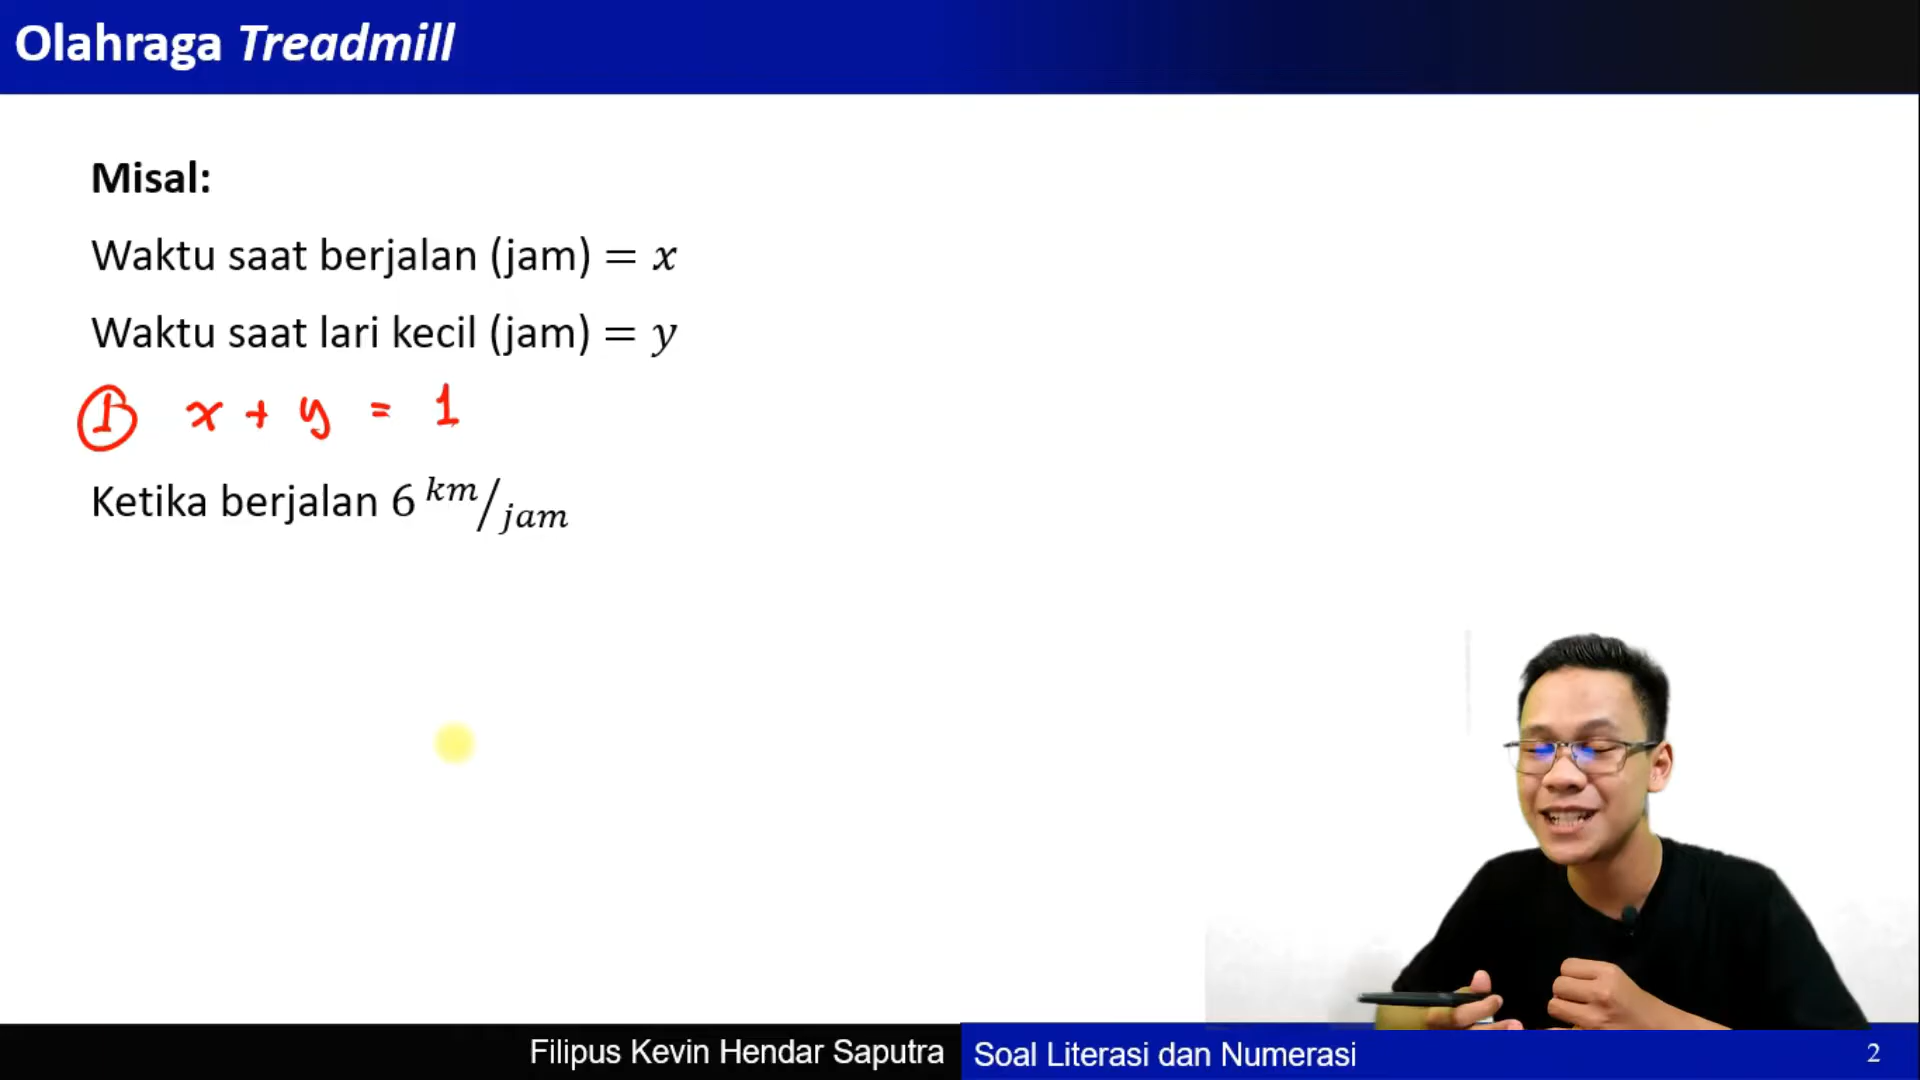 Olahraga Treadmill
Misal:
Waktu saat berjalan (jam) = x
Waktu saat lari kecil (jam) = y
① x + y = 1
Ketika berjalan 6 km/jam
Filipus Kevin Hendar Saputra
Soal Literasi dan Numerasi
2